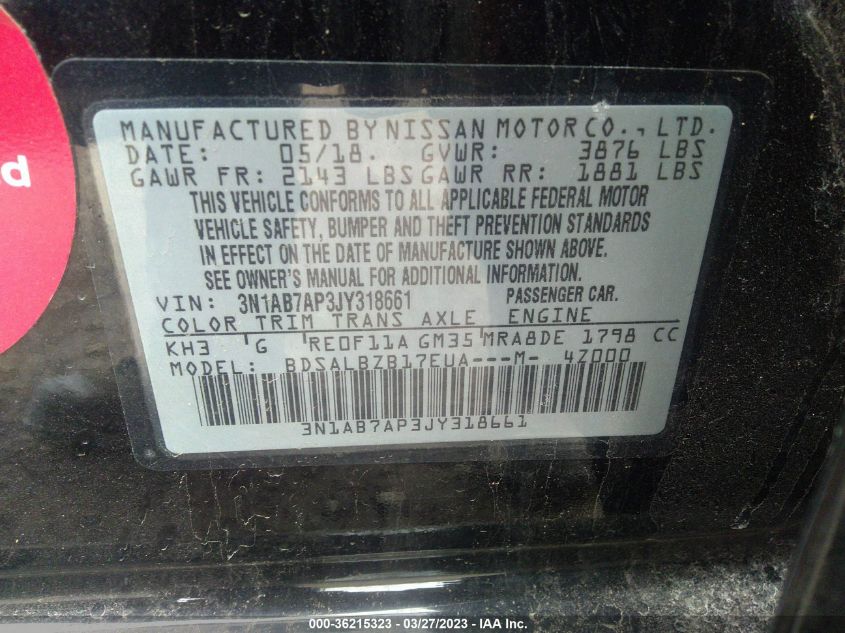 d
MANUFACTURED BY NISSAN MOTOR CO., LTD.
DATE: 05/18. GVWR: 3876 LBS
GAWR FR: 2143 LBS GAWR RR: 1881 LBS
THIS VEHICLE CONFORMS TO ALL APPLICABLE FEDERAL MOTOR
VEHICLE SAFETY, BUMPER AND THEFT PREVENTION STANDARDS
IN EFFECT ON THE DATE OF MANUFACTURE SHOWN ABOVE.
SEE OWNER'S MANUAL FOR ADDITIONAL INFORMATION.
VIN: 3N1AB7AP3JY318661 PASSENGER CAR.
COLOR TRIM TRANS AXLE ENGINE
KH3 G RE0F11A GM35 MRA8DE 1798 CC
MODEL: BDSALBZB17EUA---M- 4Z000
3N1AB7AP3JY318661
000-36215323 - 03/27/2023 - IAA Inc.